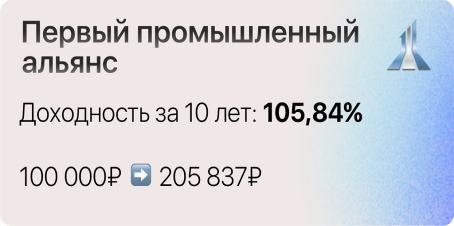 Первый промышленный
альянс
Доходность за 10 лет: 105,84%
100 000₽ ➡️ 205 837₽